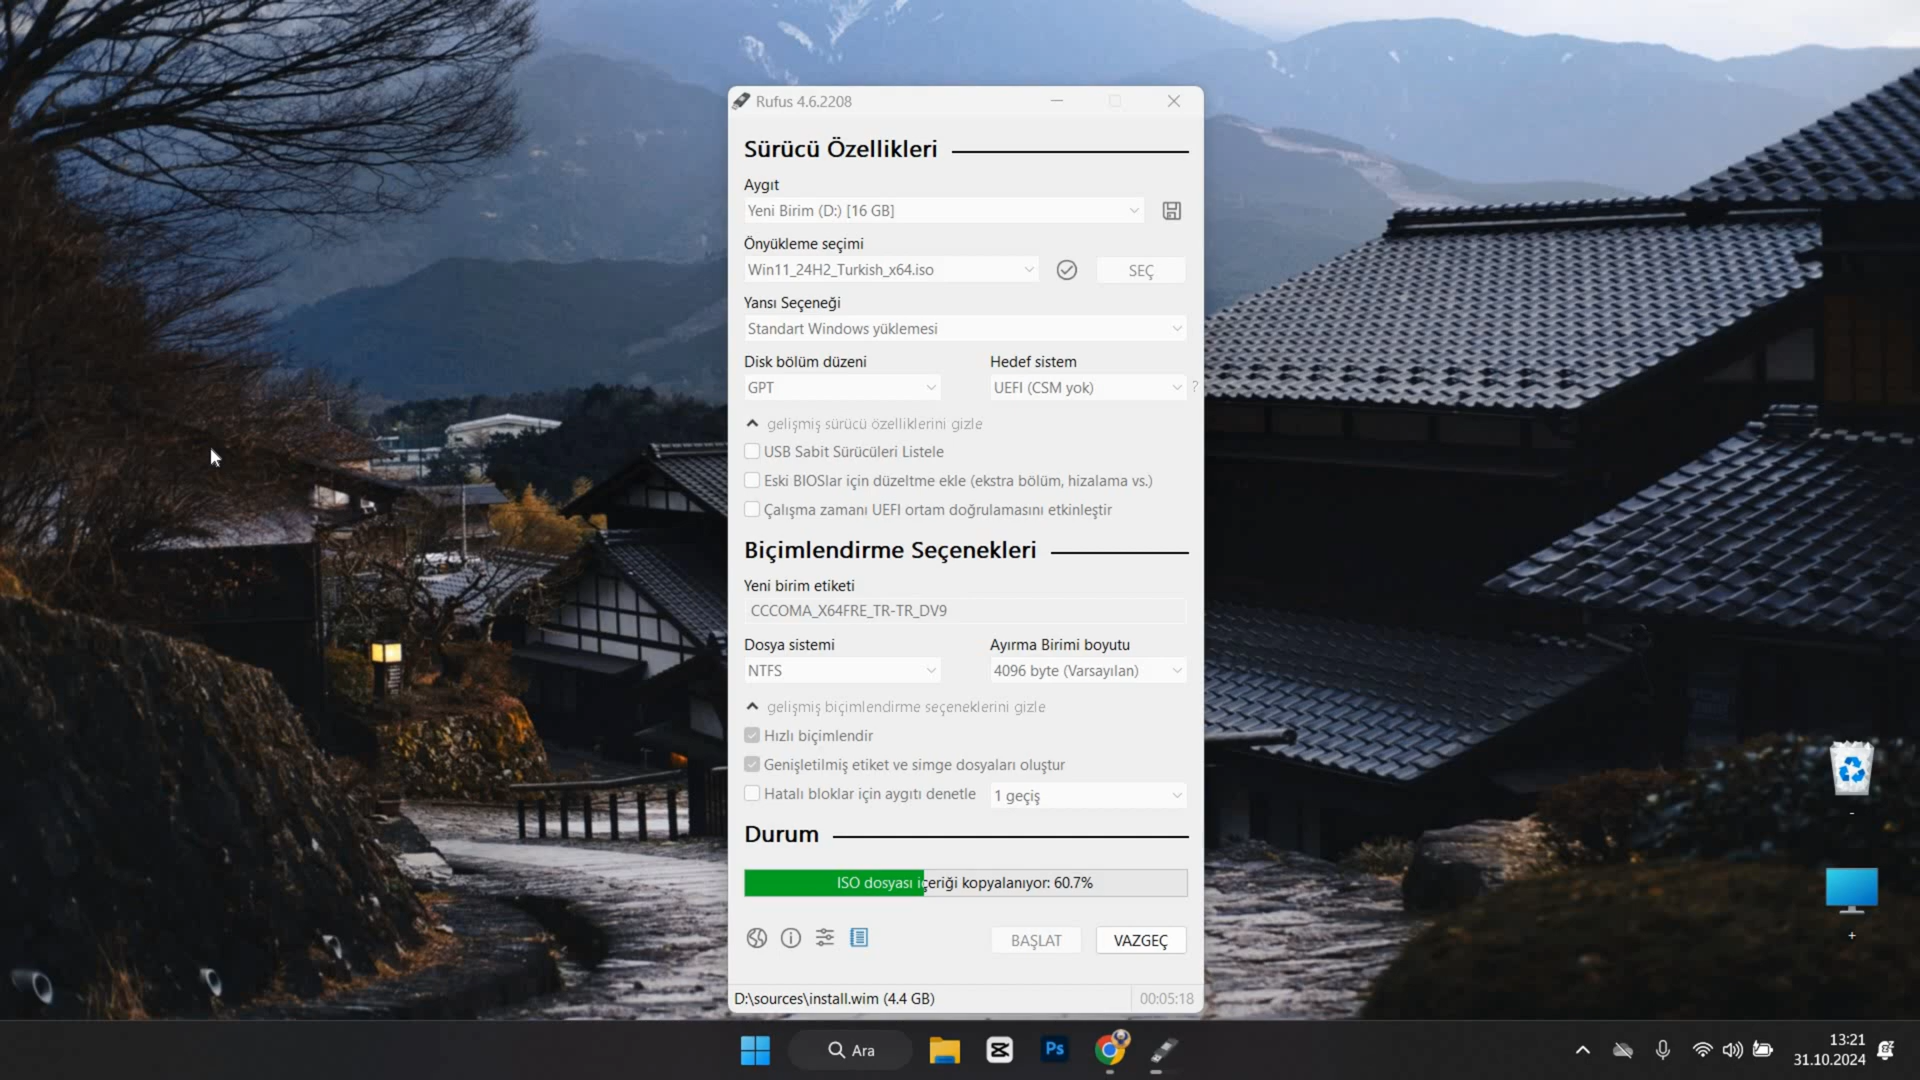 Rufus 4.6.2208
Sürücü Özellikleri
Aygıt
Yeni Birim (D:) [16 GB]
Önyükleme seçimi
Win11_24H2_Turkish_x64.iso
SEÇ
Yansı Seçeneği
Standart Windows yüklemesi
Disk bölüm düzeni
Hedef sistem
GPT
UEFI (CSM yok)
?
gelişmiş sürücü özelliklerini gizle
USB Sabit Sürücüleri Listele
Eski BIOSlar için düzeltme ekle (ekstra bölüm, hizalama vs.)
Çalışma zamanı UEFI ortam doğrulamasını etkinleştir
Biçimlendirme Seçenekleri
Yeni birim etiketi
CCCOMA_X64FRE_TR-TR_DV9
Dosya sistemi
Ayırma Birimi boyutu
NTFS
4096 byte (Varsayılan)
gelişmiş biçimlendirme seçeneklerini gizle
Hızlı biçimlendir
Genişletilmiş etiket ve simge dosyaları oluştur
Hatalı bloklar için aygıtı denetle
1 geçiş
Durum
ISO dosyası içeriği kopyalanıyor: 60.7%
BAŞLAT
VAZGEÇ
D:\sources\install.wim (4.4 GB)
00:05:18
-
+
Ara
Ps
13:21
31.10.2024